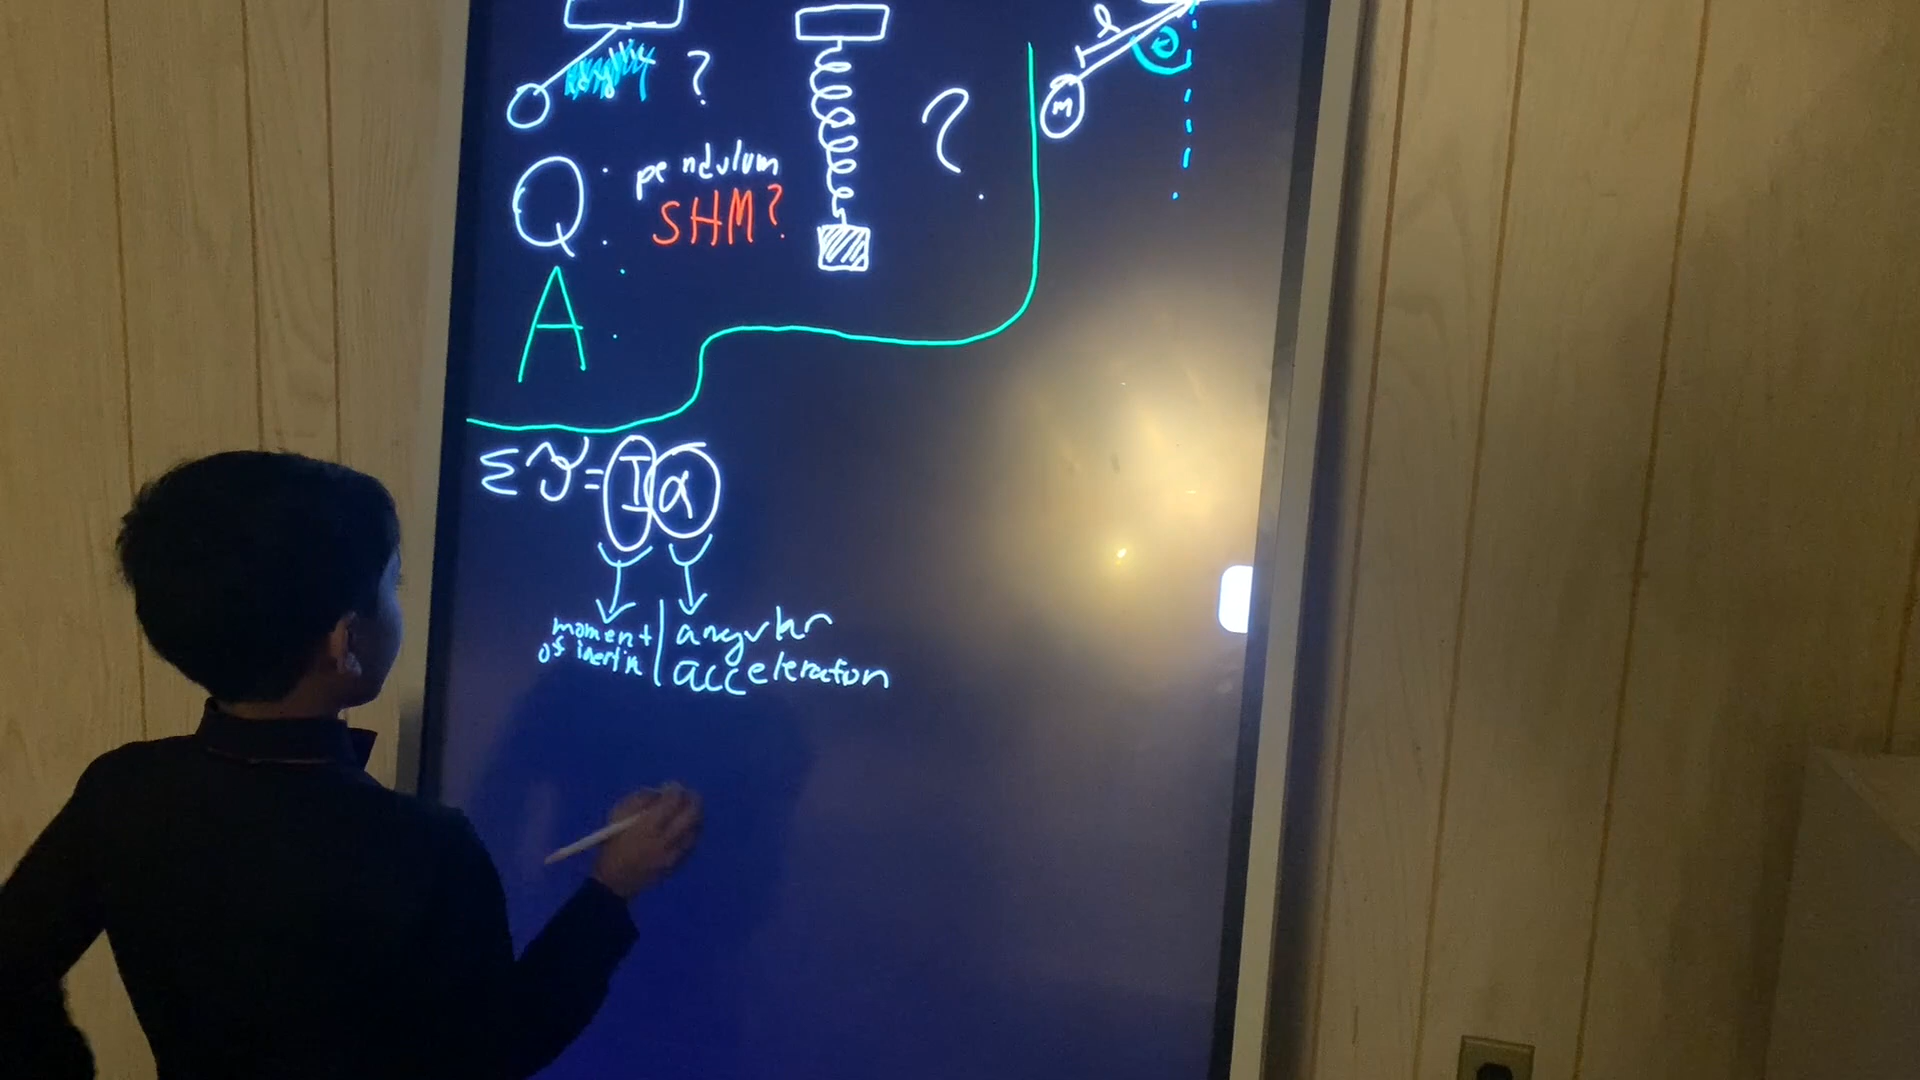 ?
?
Q: pendulum
SHM?
A:
l
θ
M
Στ = Iα
moment of inertia | angular acceleration